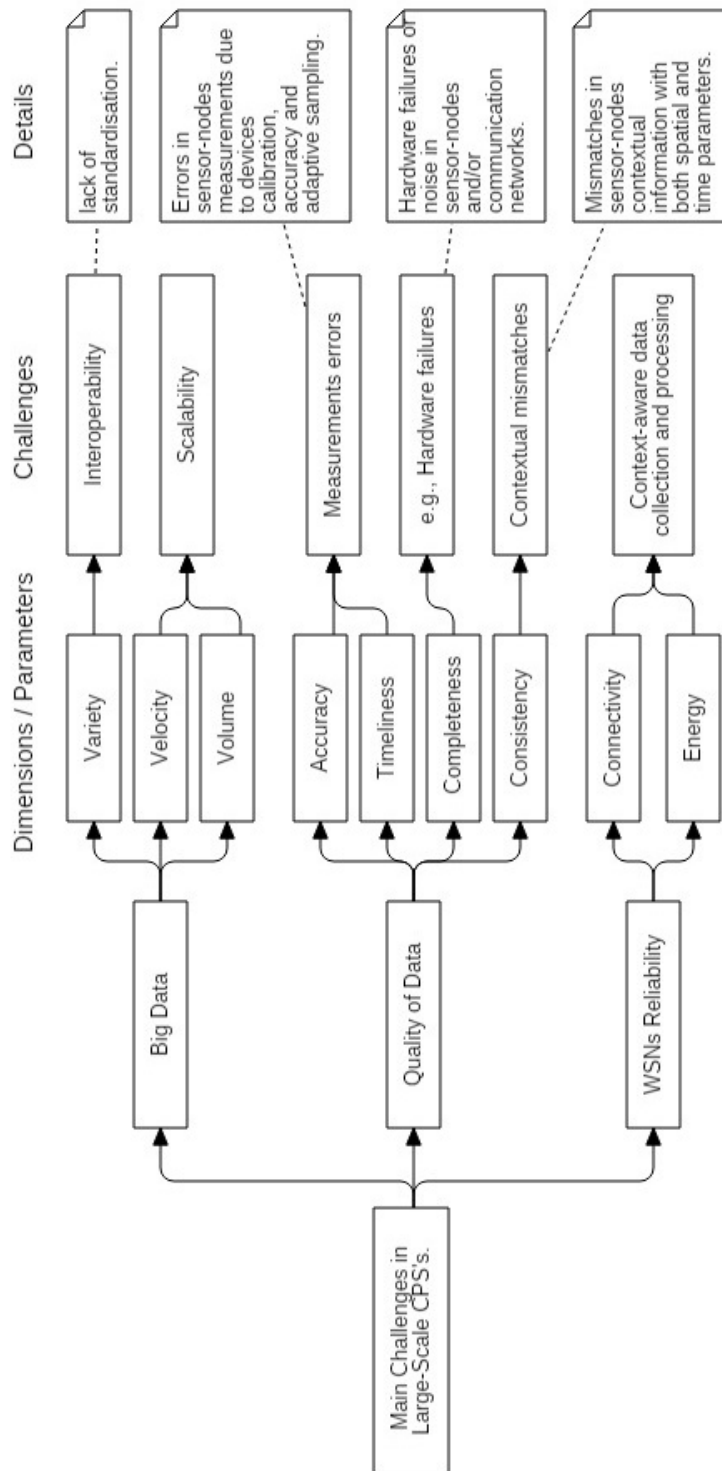 Dimensions / Parameters
Challenges
Details
Main Challenges in
Large-Scale CPS's.
Big Data
Variety
Velocity
Volume
Interoperability
Scalability
lack of
standardisation.
Quality of Data
Accuracy
Timeliness
Completeness
Consistency
Measurements errors
e.g., Hardware failures
Contextual mismatches
Errors in
sensor-nodes
measurements due
to devices
calibration,
accuracy and
adaptive sampling.
Hardware failures or
noise in
sensor-nodes
and/or
communication
networks.
Mismatches in
sensor-nodes
contextual
information with
both spatial and
time parameters.
WSNs Reliability
Connectivity
Energy
Context-aware data
collection and processing